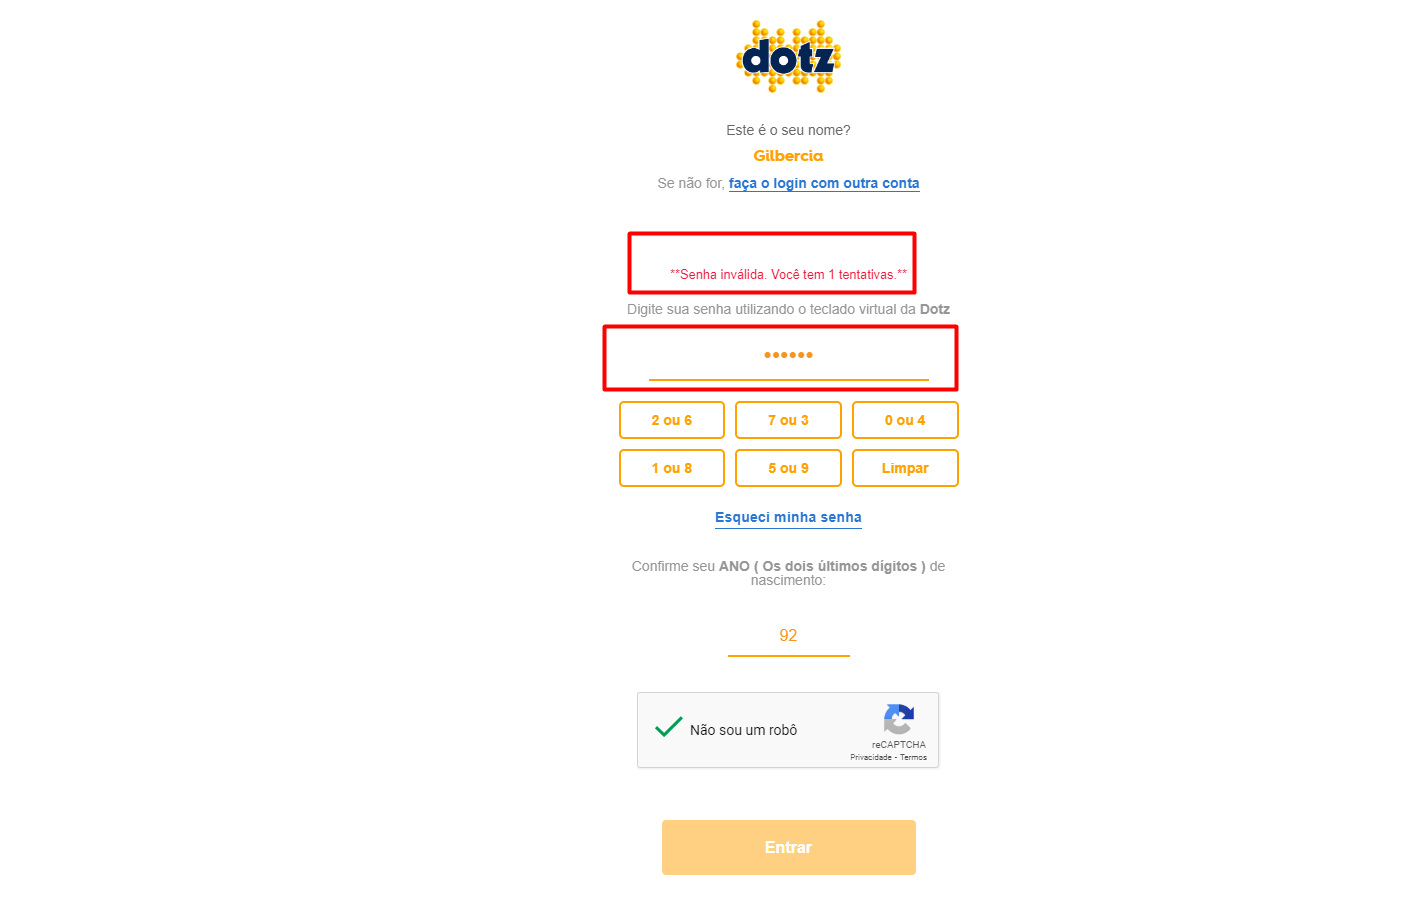 dotz
Este é o seu nome?
Gilbercia
Se não for, faça o login com outra conta
**Senha inválida. Você tem 1 tentativas.**
Digite sua senha utilizando o teclado virtual da Dotz
••••••
2 ou 6 7 ou 3 0 ou 4
1 ou 8 5 ou 9 Limpar
Esqueci minha senha
Confirme seu ANO ( Os dois últimos dígitos ) de
nascimento:
92
Não sou um robô
reCAPTCHA
Privacidade - Termos
Entrar